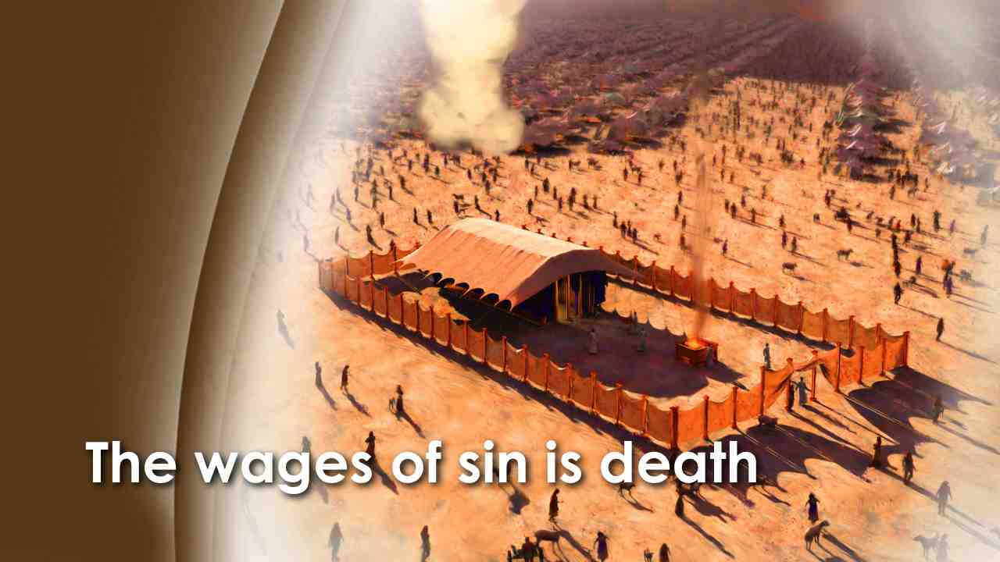 The wages of sin is death